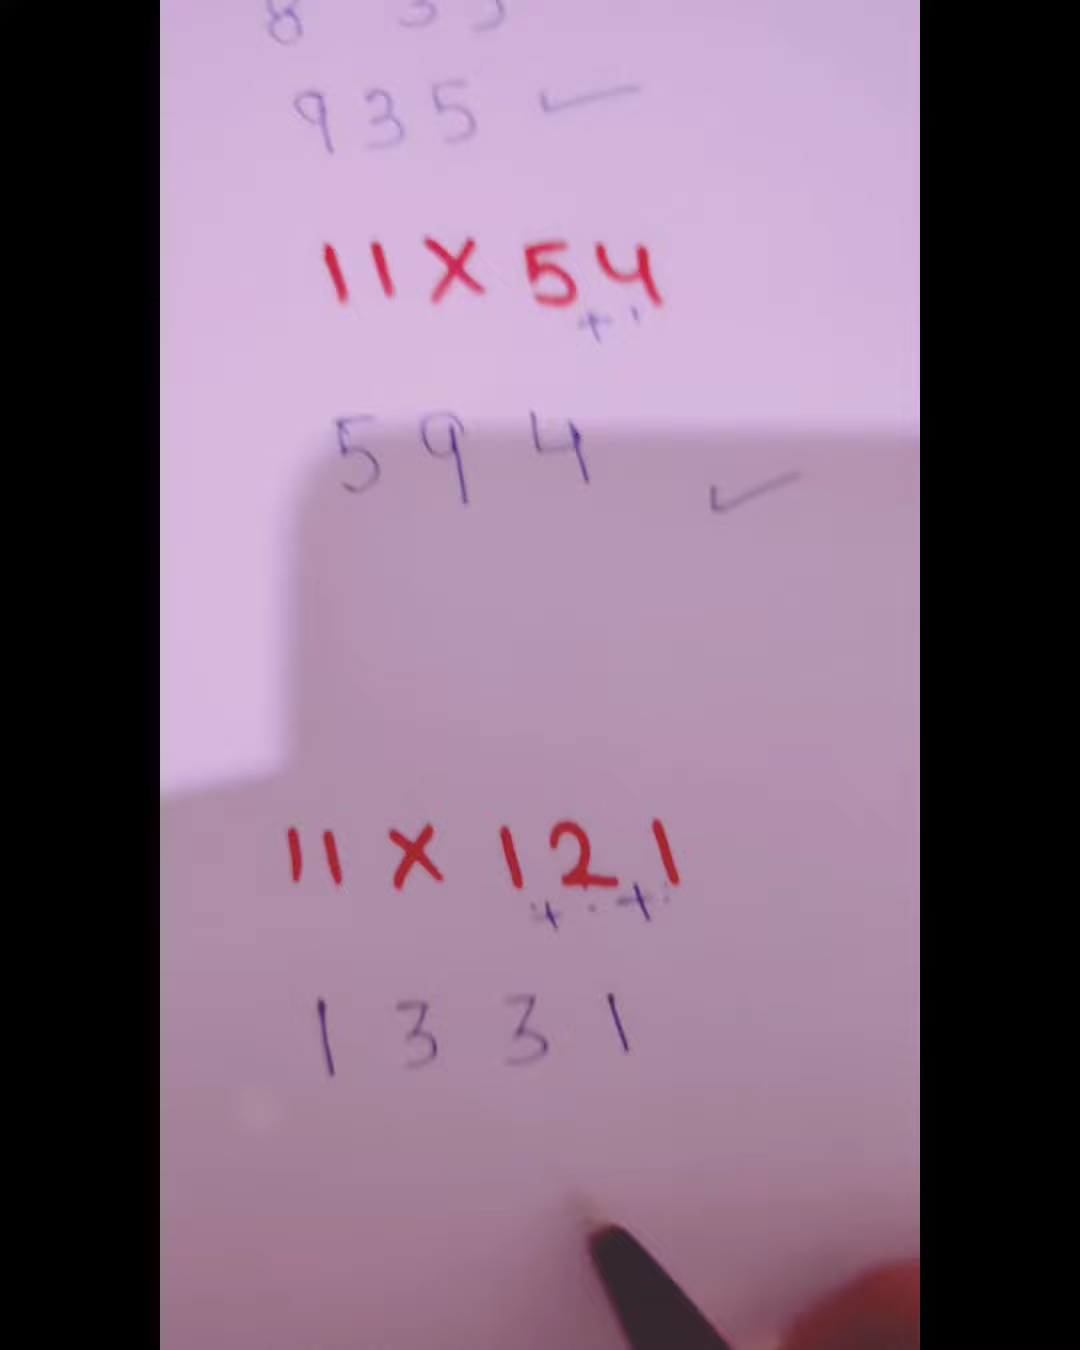 935 ✓
11 X 54
+
594 ✓
11 X 121
+ +
1331